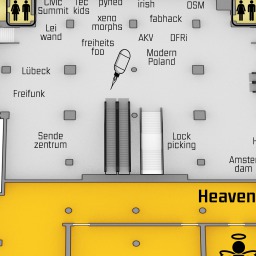 Civic
Summit
Tec
kids
pyneo
irish
OSM
xeno
morphs
fabhack
Lei
wand
freiheits
foo
AKV
DFRi
Modern
Poland
Lübeck
Freifunk
Sende
zentrum
Lock
picking
Amster
dam
Heaven